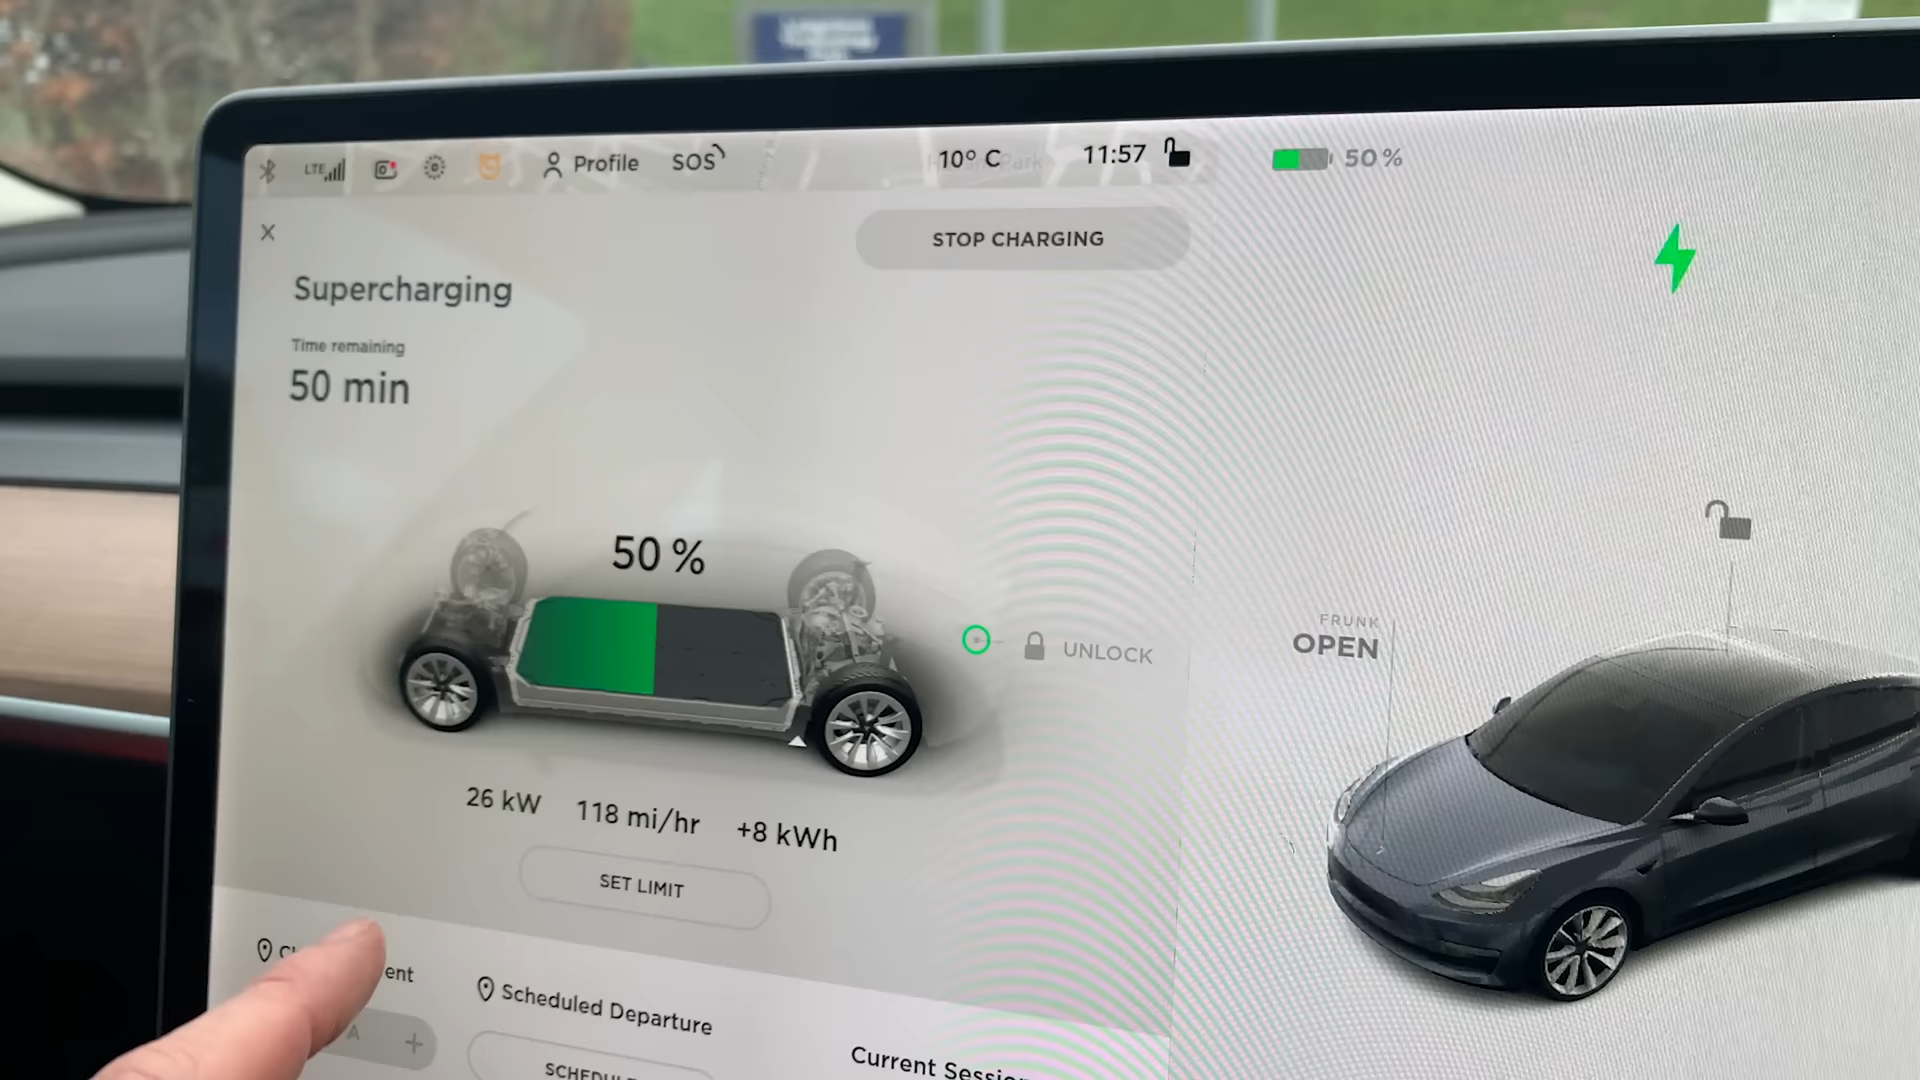 LTE
Profile
SOS
10° C
11:57
50 %
X
STOP CHARGING
Supercharging
Time remaining
50 min
50 %
UNLOCK
FRUNK
OPEN
26 kW 118 mi/hr +8 kWh
SET LIMIT
ent
Scheduled Departure
A +
Current